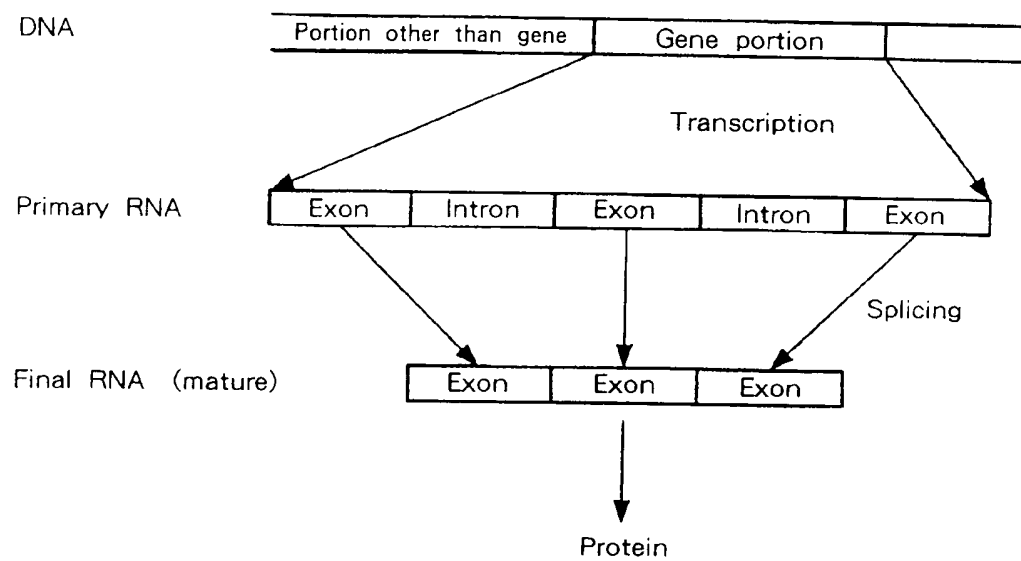 DNA
Portion other than gene Gene portion
Transcription
Primary RNA
Exon Intron Exon Intron Exon
Splicing
Final RNA (mature)
Exon Exon Exon
Protein